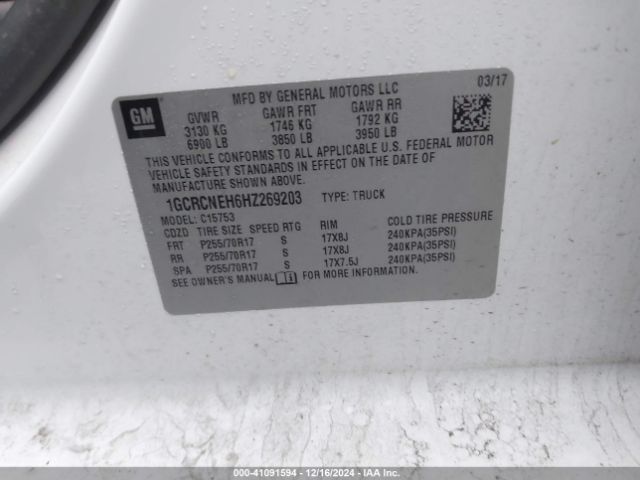 GM
MFD BY GENERAL MOTORS LLC 03/17
GVWR GAWR FRT GAWR RR
3130 KG 1746 KG 1792 KG
6900 LB 3850 LB 3950 LB
THIS VEHICLE CONFORMS TO ALL APPLICABLE U.S. FEDERAL MOTOR
VEHICLE SAFETY STANDARDS IN EFFECT ON THE DATE OF
MANUFACTURE SHOWN ABOVE.
1GCRCNEH6HZ269203 TYPE: TRUCK
MODEL: C15753
CDZD TIRE SIZE SPEED RTG RIM COLD TIRE PRESSURE
FRT P255/70R17 S 17X8J 240KPA(35PSI)
RR P255/70R17 S 17X8J 240KPA(35PSI)
SPA P255/70R17 S 17X7.5J 240KPA(35PSI)
SEE OWNER'S MANUAL FOR MORE INFORMATION.
000-41091594 - 12/16/2024 - IAA Inc.